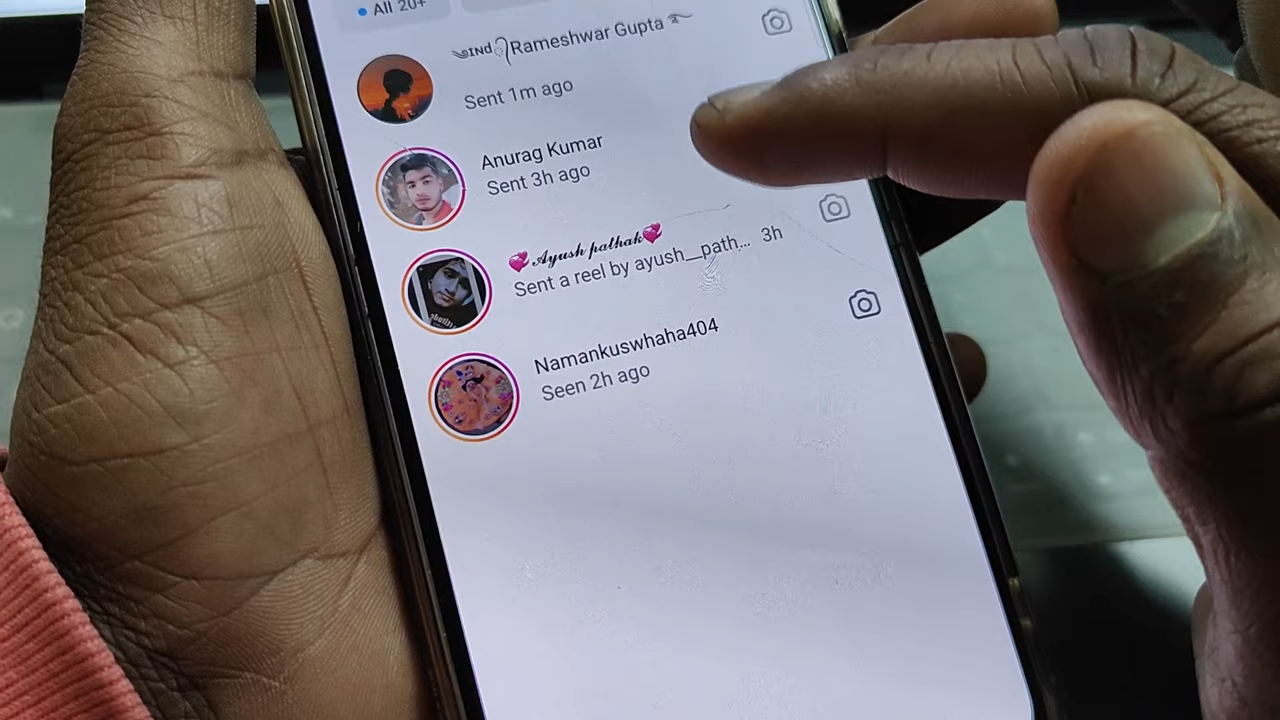 All 20+
ꔪɪɴd Rameshwar Gupta
Sent 1m ago
Anurag Kumar
Sent 3h ago
💞𝒜𝓎𝓊𝓈𝒽 𝓅𝒶𝓉𝒽𝒶𝓀💞
Sent a reel by ayush__path... 3h
Namankuswhaha404
Seen 2h ago